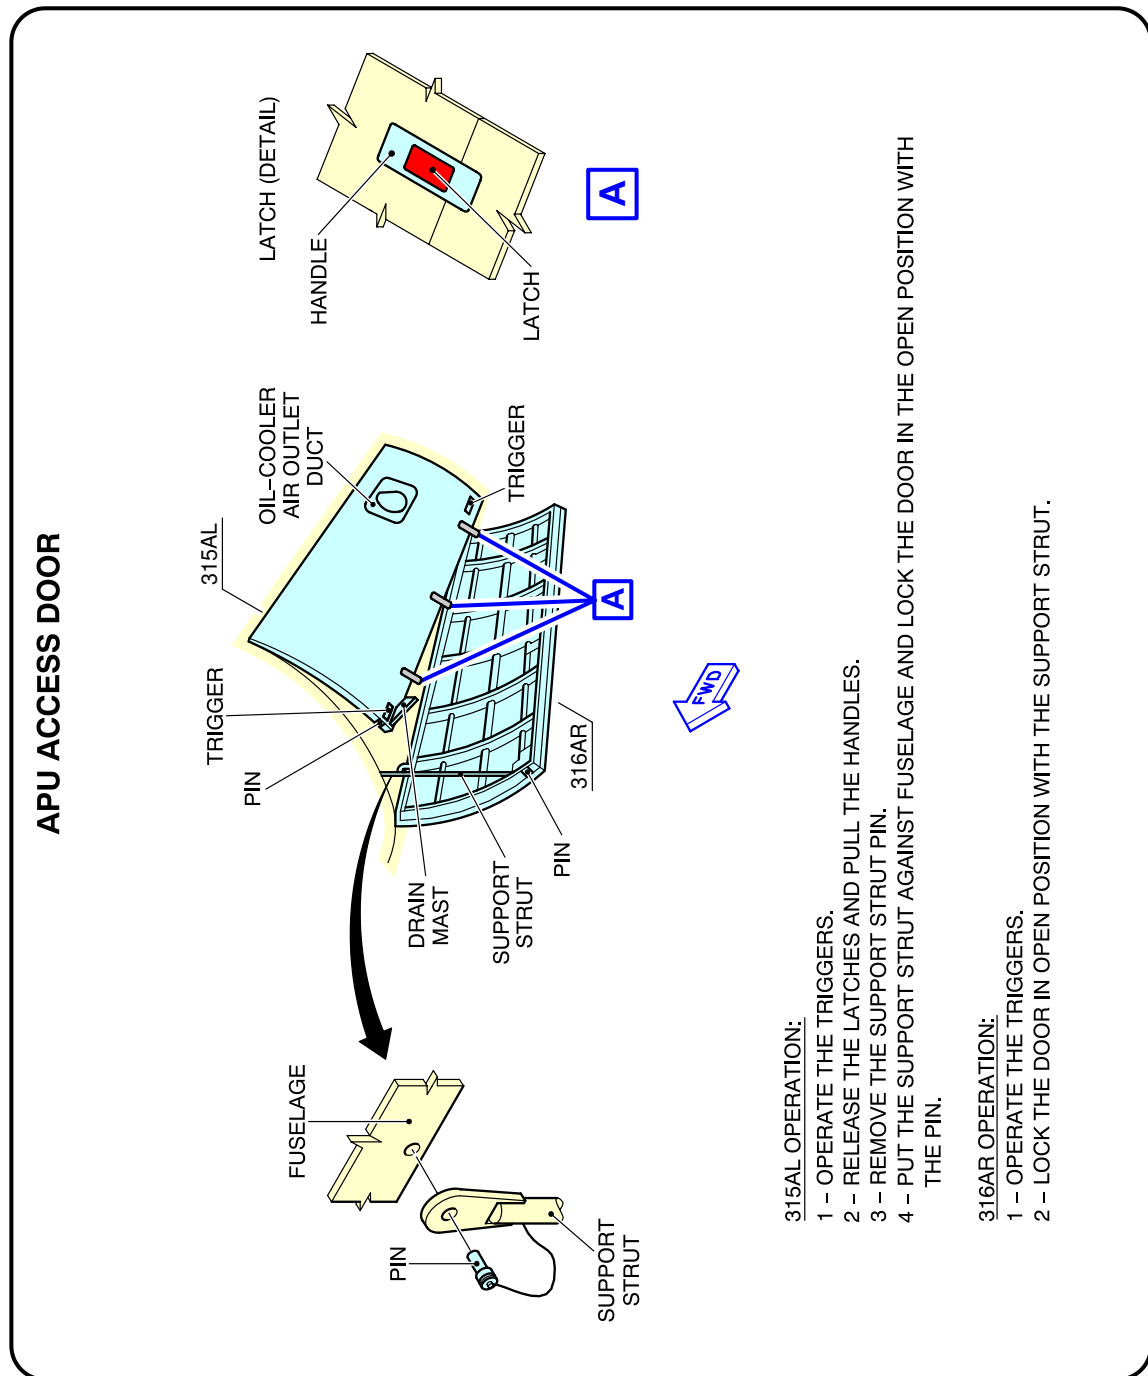 APU ACCESS DOOR
LATCH (DETAIL)
HANDLE
LATCH
A
OIL–COOLER
AIR OUTLET
DUCT
315AL
TRIGGER
TRIGGER
PIN
A
FWD
316AR
DRAIN
MAST
SUPPORT
STRUT
PIN
FUSELAGE
PIN
SUPPORT
STRUT
315AL OPERATION:
1 – OPERATE THE TRIGGERS.
2 – RELEASE THE LATCHES AND PULL THE HANDLES.
3 – REMOVE THE SUPPORT STRUT PIN.
4 – PUT THE SUPPORT STRUT AGAINST FUSELAGE AND LOCK THE DOOR IN THE OPEN POSITION WITH
THE PIN.
316AR OPERATION:
1 – OPERATE THE TRIGGERS.
2 – LOCK THE DOOR IN OPEN POSITION WITH THE SUPPORT STRUT.